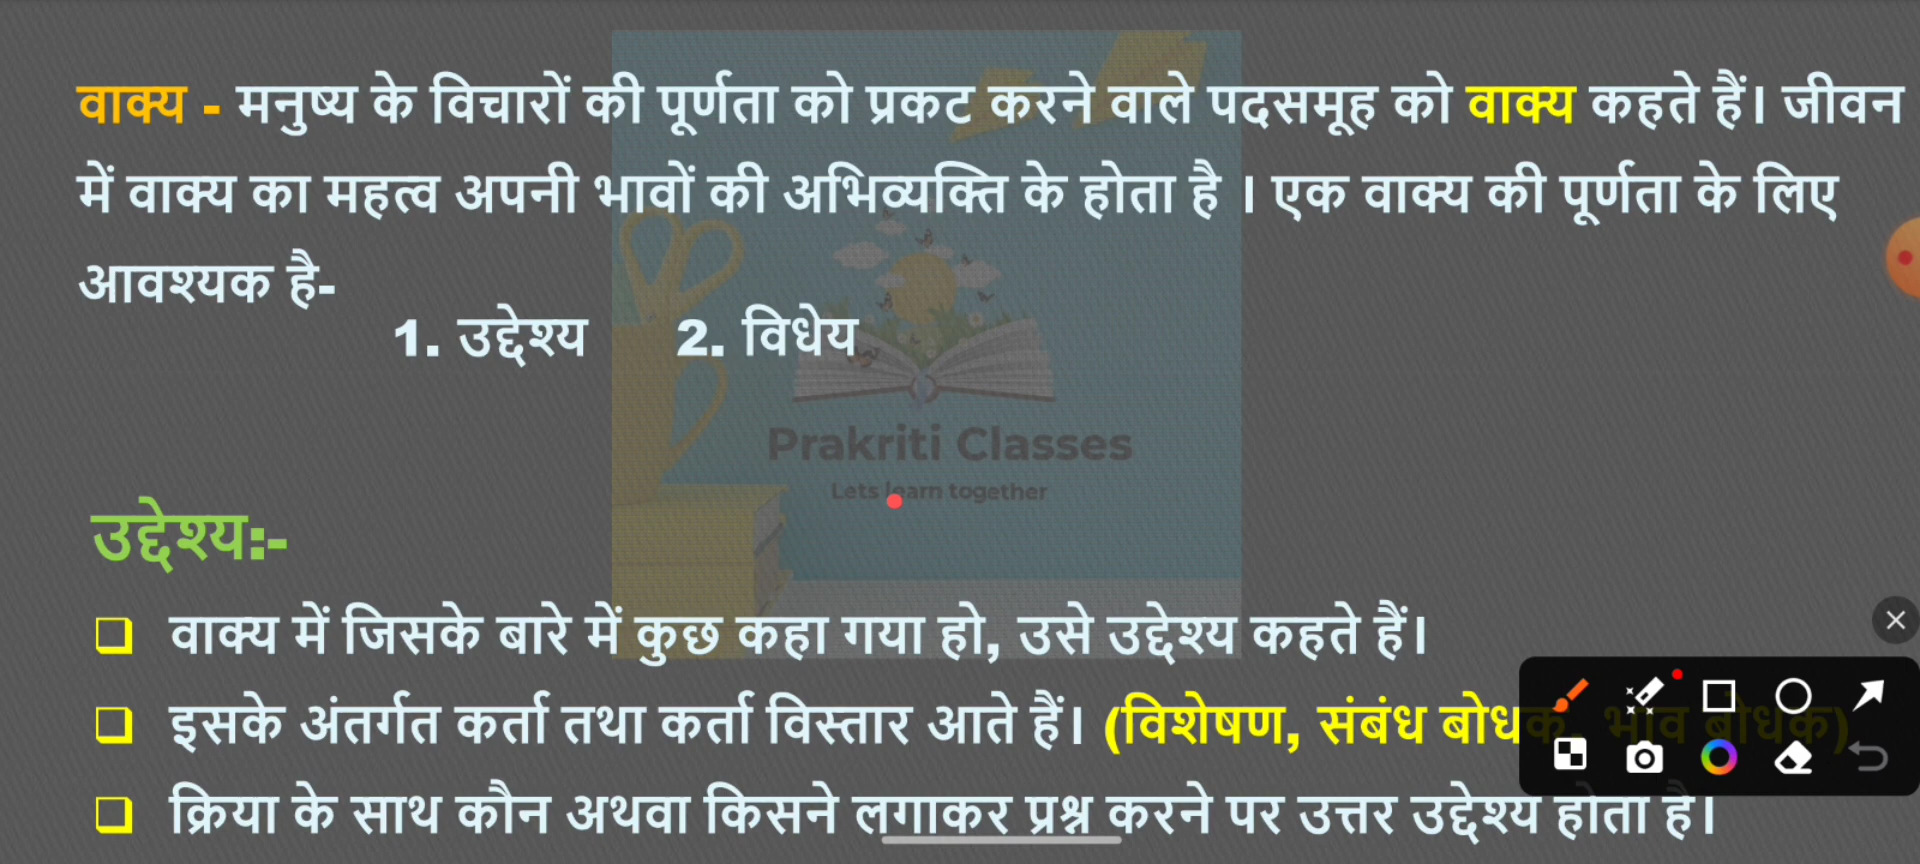 वाक्य - मनुष्य के विचारों की पूर्णता को प्रकट करने वाले पदसमूह को वाक्य कहते हैं। जीवन
में वाक्य का महत्व अपनी भावों की अभिव्यक्ति के होता है । एक वाक्य की पूर्णता के लिए
आवश्यक है-
1. उद्देश्य 2. विधेय
Prakriti Classes
Lets learn together
उद्देश्य:-
वाक्य में जिसके बारे में कुछ कहा गया हो, उसे उद्देश्य कहते हैं।
इसके अंतर्गत कर्ता तथा कर्ता विस्तार आते हैं। (विशेषण, संबंध बोधक, भाव बोधक)
क्रिया के साथ कौन अथवा किसने लगाकर प्रश्न करने पर उत्तर उद्देश्य होता है।